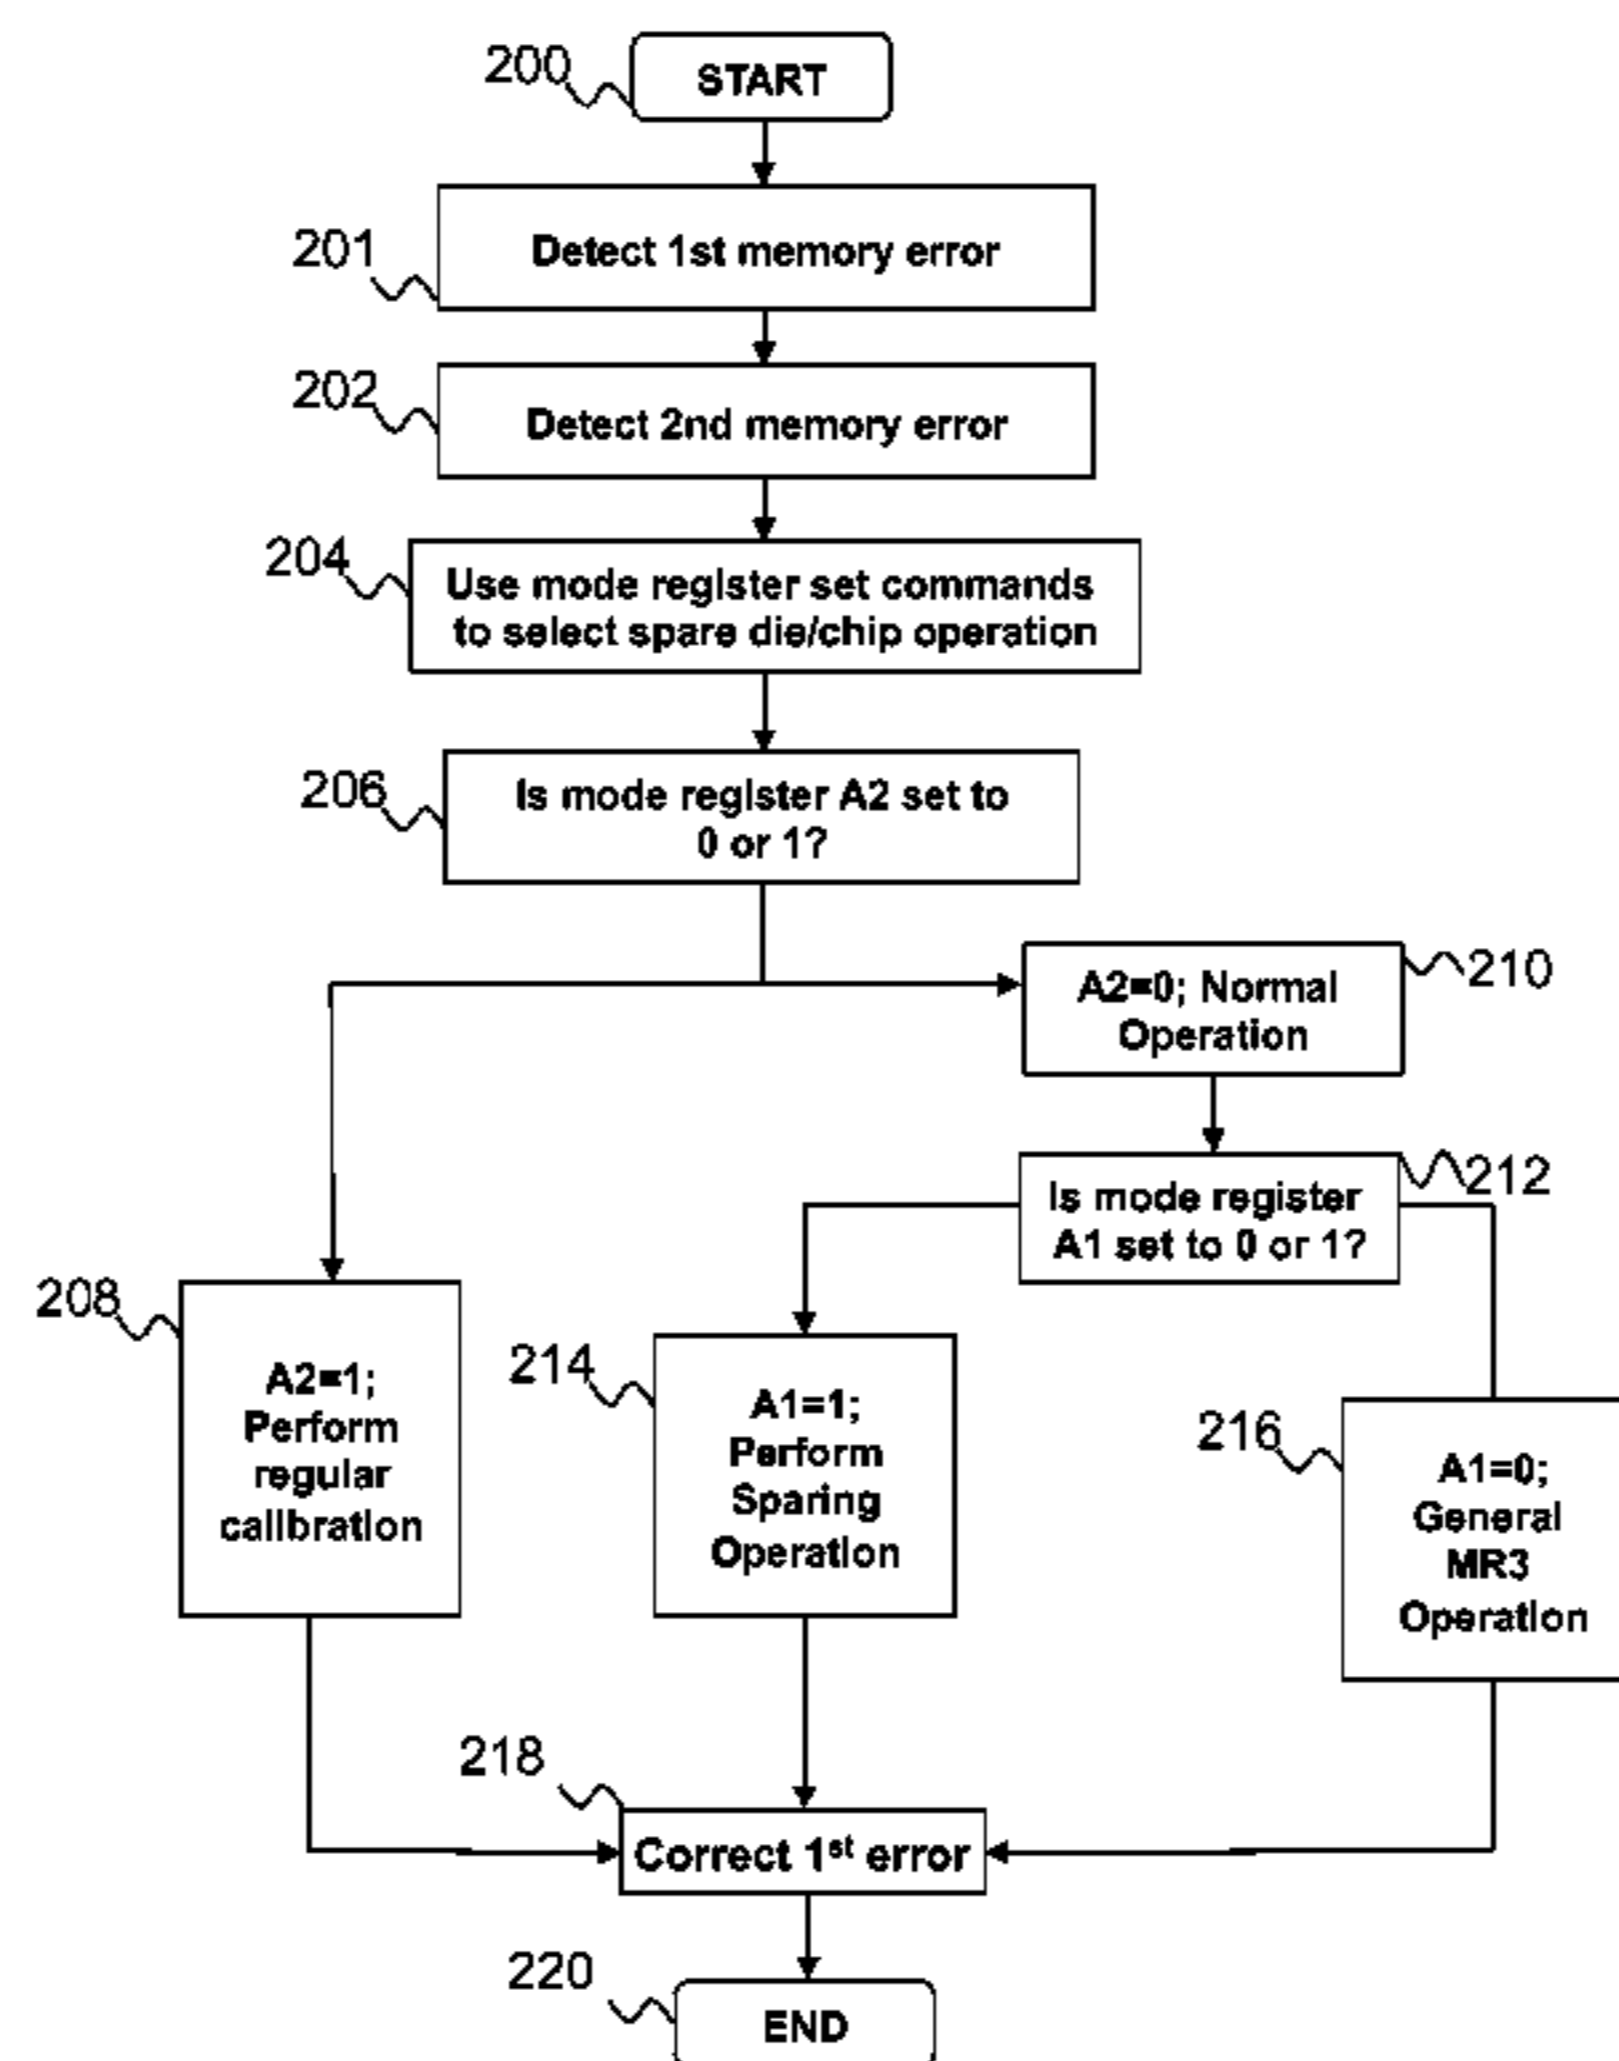 200
START
201
Detect 1st memory error
202
Detect 2nd memory error
204
Use mode register set commands
to select spare die/chip operation
206
Is mode register A2 set to
0 or 1?
210
A2=0; Normal
Operation
212
Is mode register
A1 set to 0 or 1?
208
A2=1;
Perform
regular
calibration
214
A1=1;
Perform
Sparing
Operation
216
A1=0;
General
MR3
Operation
218
Correct 1st error
220
END